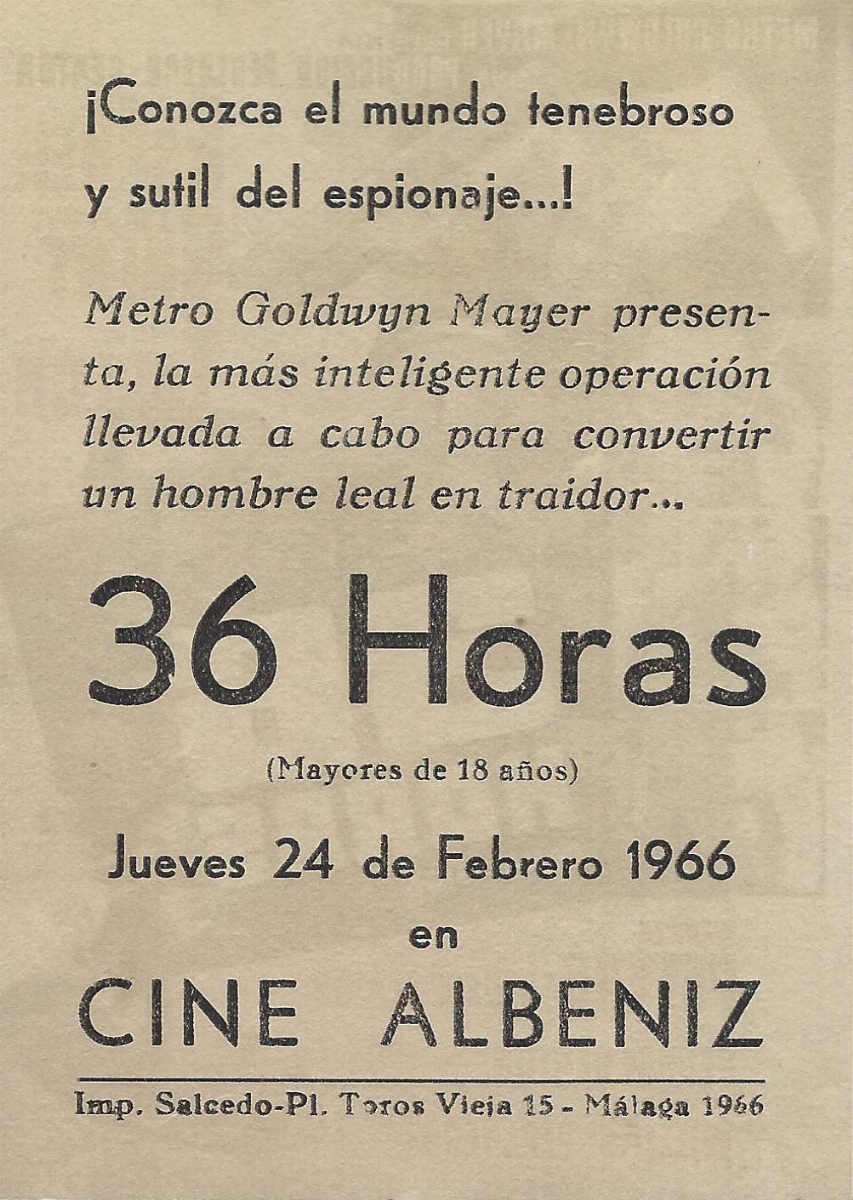 ¡Conozca el mundo tenebroso
y sutil del espionaje...!
Metro Goldwyn Mayer presen-
ta, la más inteligente operación
llevada a cabo para convertir
un hombre leal en traidor...
36 Horas
(Mayores de 18 años)
Jueves 24 de Febrero 1966
en
CINE ALBENIZ
Imp. Salcedo-Pl. Toros Vieja 15 - Málaga 1966